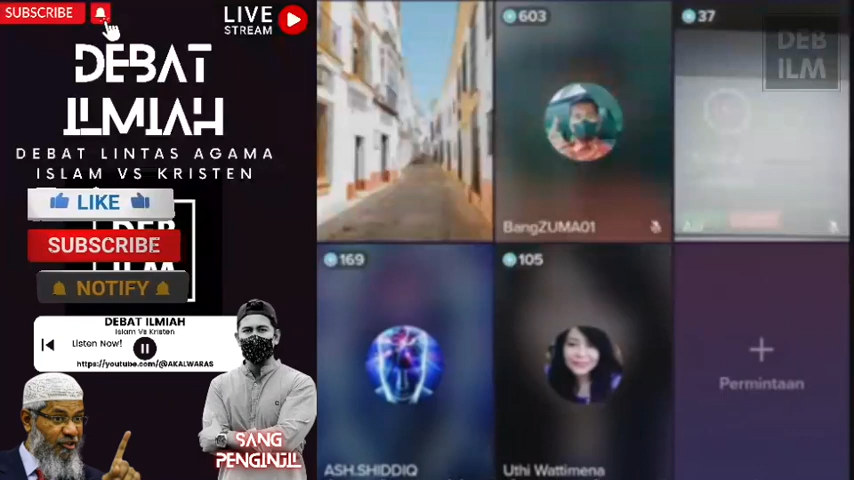 SUBSCRIBE
LIVE
STREAM
DEBAT
ILMIAH
DEBAT LINTAS AGAMA
ISLAM VS KRISTEN
LIKE
SUBSCRIBE
NOTIFY
DEBAT ILMIAH
Islam Vs Kristen
Listen Now!
https://youtube.com/@AKALWARAS
SANG
PENGINJIL
603
BangZUMA01
37
DEB
ILM
169
ASH.SHIDDIQ
105
Uthi Wattimena
Permintaan